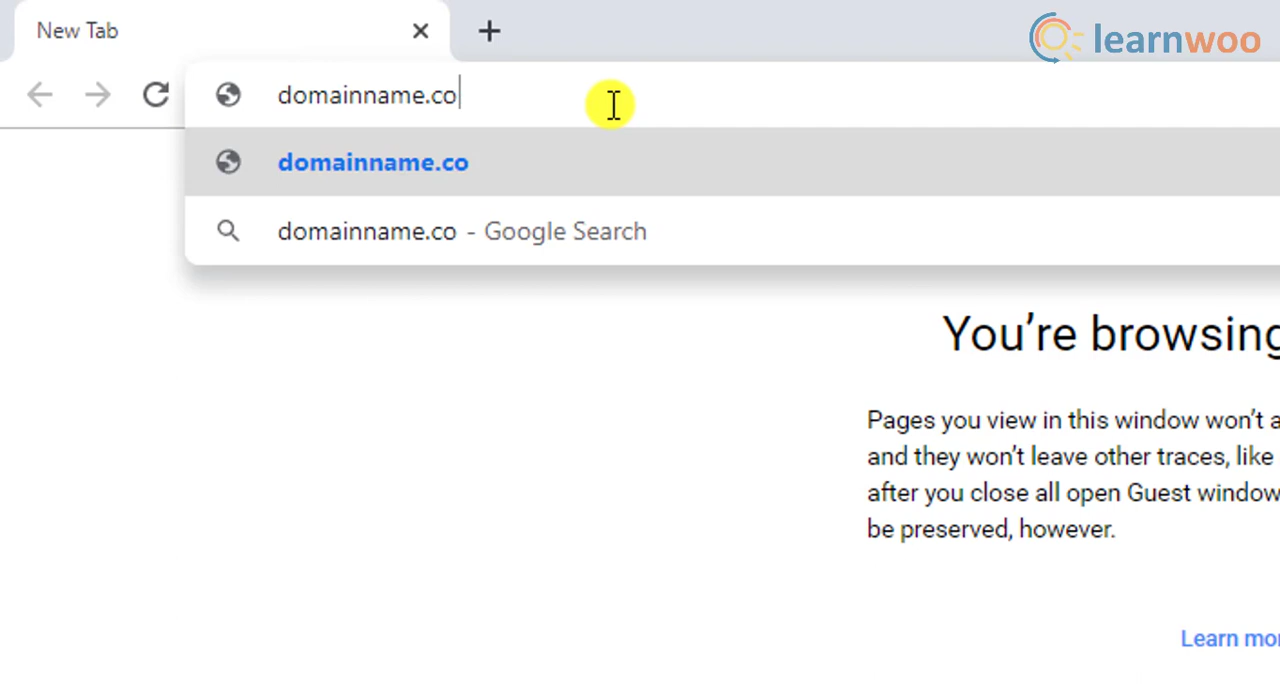 New Tab
learnwoo
domainname.co
domainname.co
domainname.co - Google Search
You're browsing
Pages you view in this window won't a
and they won't leave other traces, like
after you close all open Guest window
be preserved, however.
Learn mor